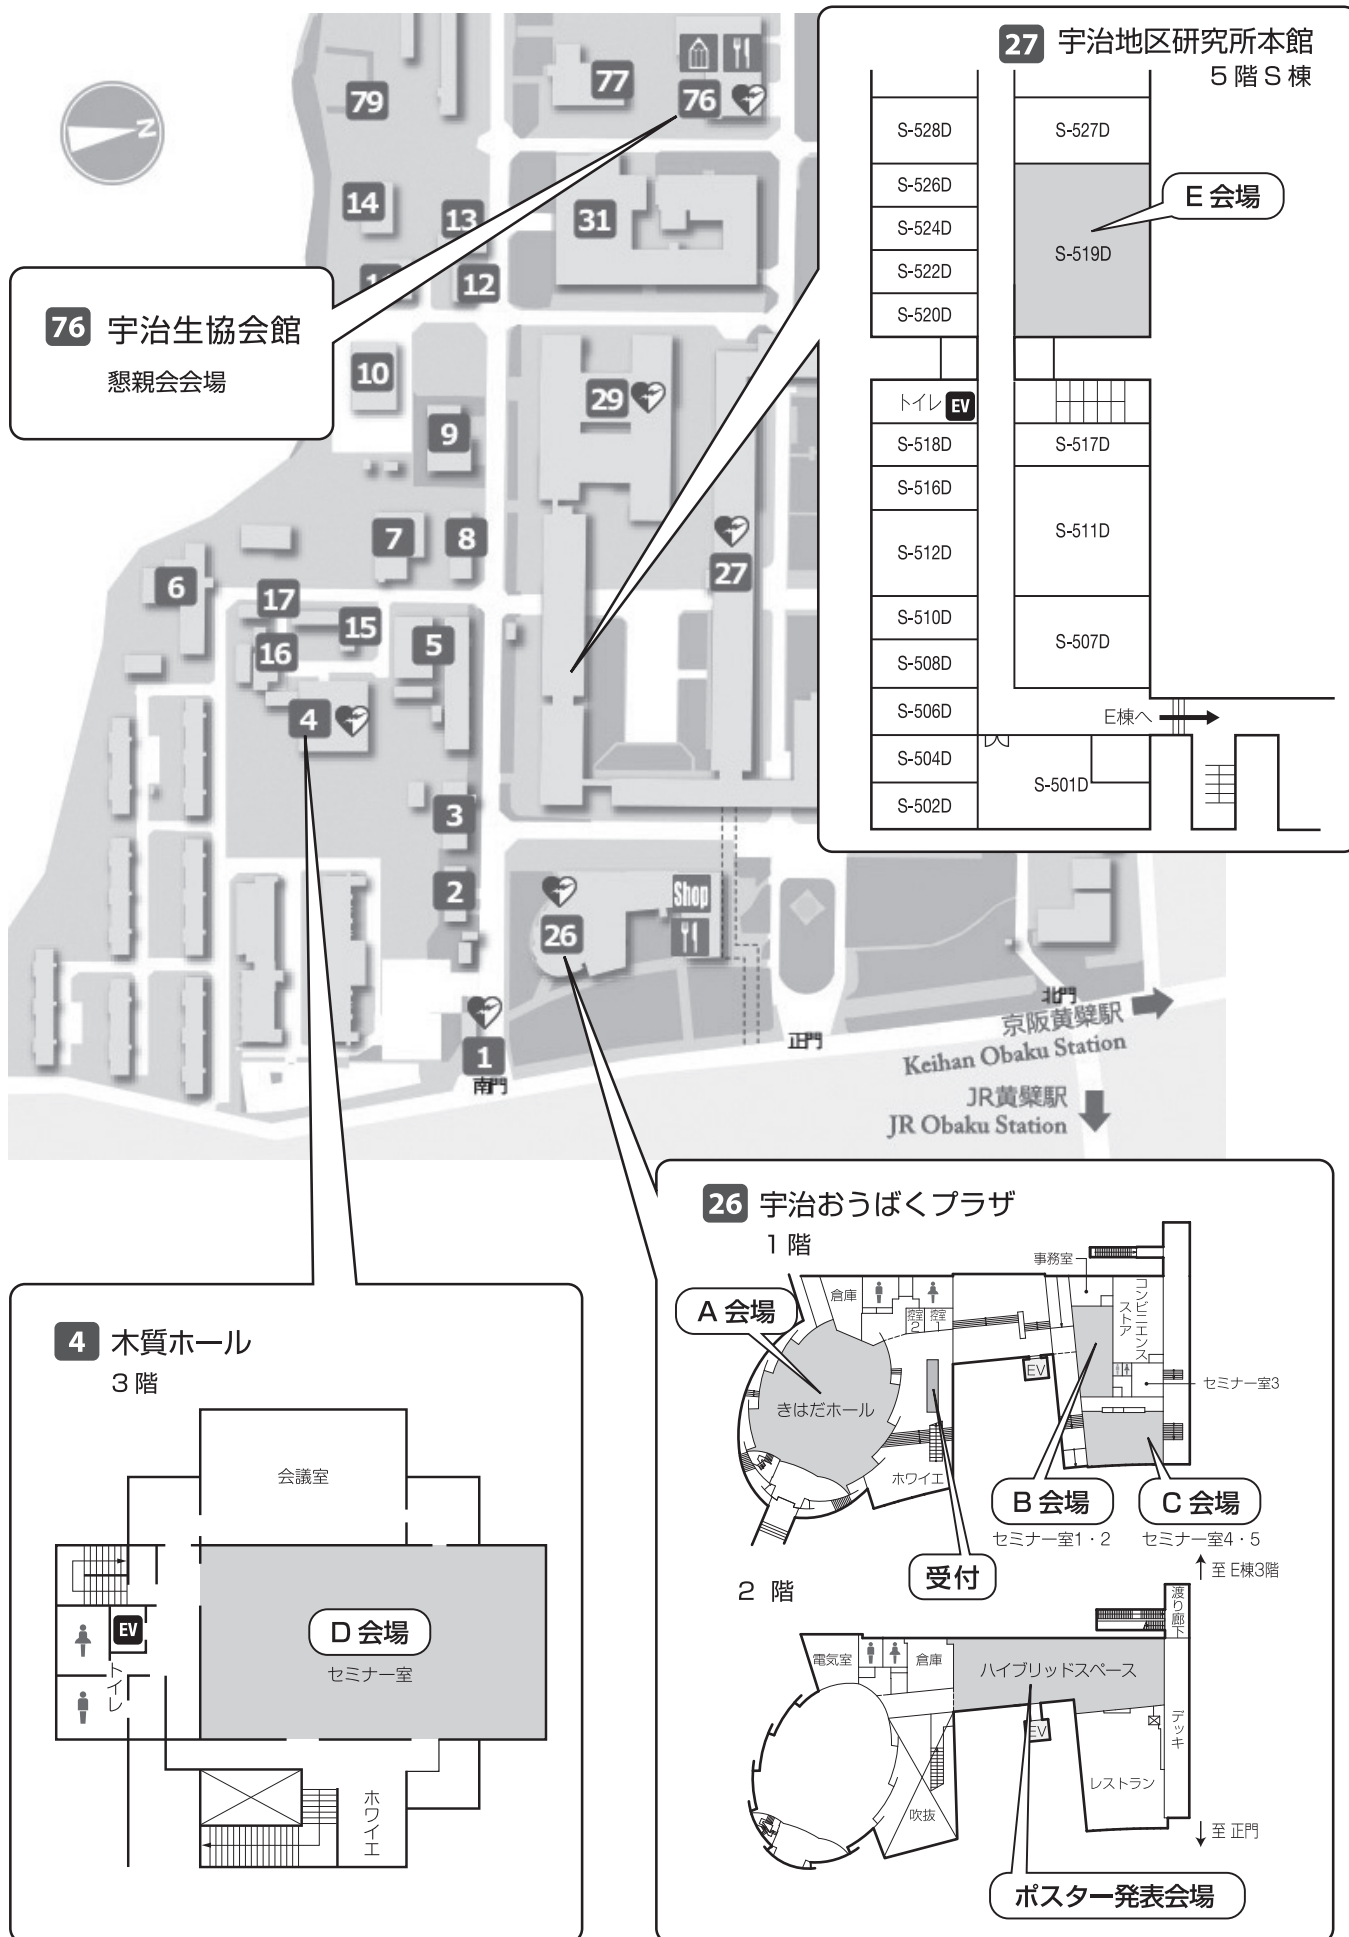 27 宇治地区研究所本館
5階S棟
S-528D
S-527D
S-526D
S-524D
S-522D
S-520D
E 会場
S-519D
トイレ EV
S-518D
S-517D
S-516D
S-512D
S-511D
S-510D
S-508D
S-507D
S-506D
E棟へ
S-504D
S-502D
S-501D
N
79
77
76
14
13
31
12
76 宇治生協会館
懇親会会場
10
29
9
7
8
27
6
17
15
16
5
4
3
2
26
Shop
1
南門
正門
北門
京阪黄檗駅
Keihan Obaku Station
JR黄檗駅
JR Obaku Station
4 木質ホール
3階
会議室
EV
トイレ
D 会場
セミナー室
ホワイエ
26 宇治おうばくプラザ
1階
A 会場
きはだホール
倉庫
控室2
控室1
事務室
コンビニエンスストア
EV
セミナー室3
ホワイエ
B 会場
セミナー室1・2
C 会場
セミナー室4・5
受付
至 E棟3階
2 階
渡り廊下
電気室
倉庫
ハイブリッドスペース
EV
デッキ
レストラン
吹抜
至 正門
ポスター発表会場